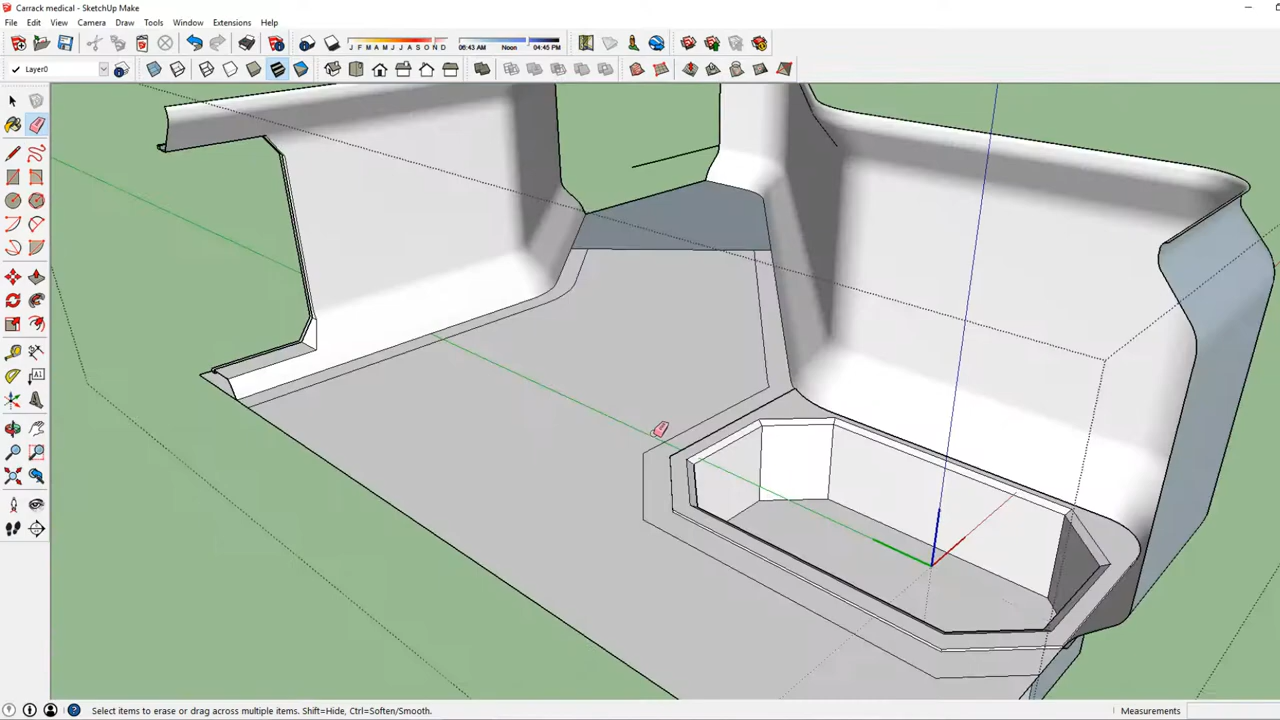 Carrack medical - SketchUp Make
File Edit View Camera Draw Tools Window Extensions Help
J F M A M J J A S O N D 06:43 AM Noon 04:45 PM
Layer0
A1
Select items to erase or drag across multiple items. Shift=Hide, Ctrl=Soften/Smooth.
Measurements